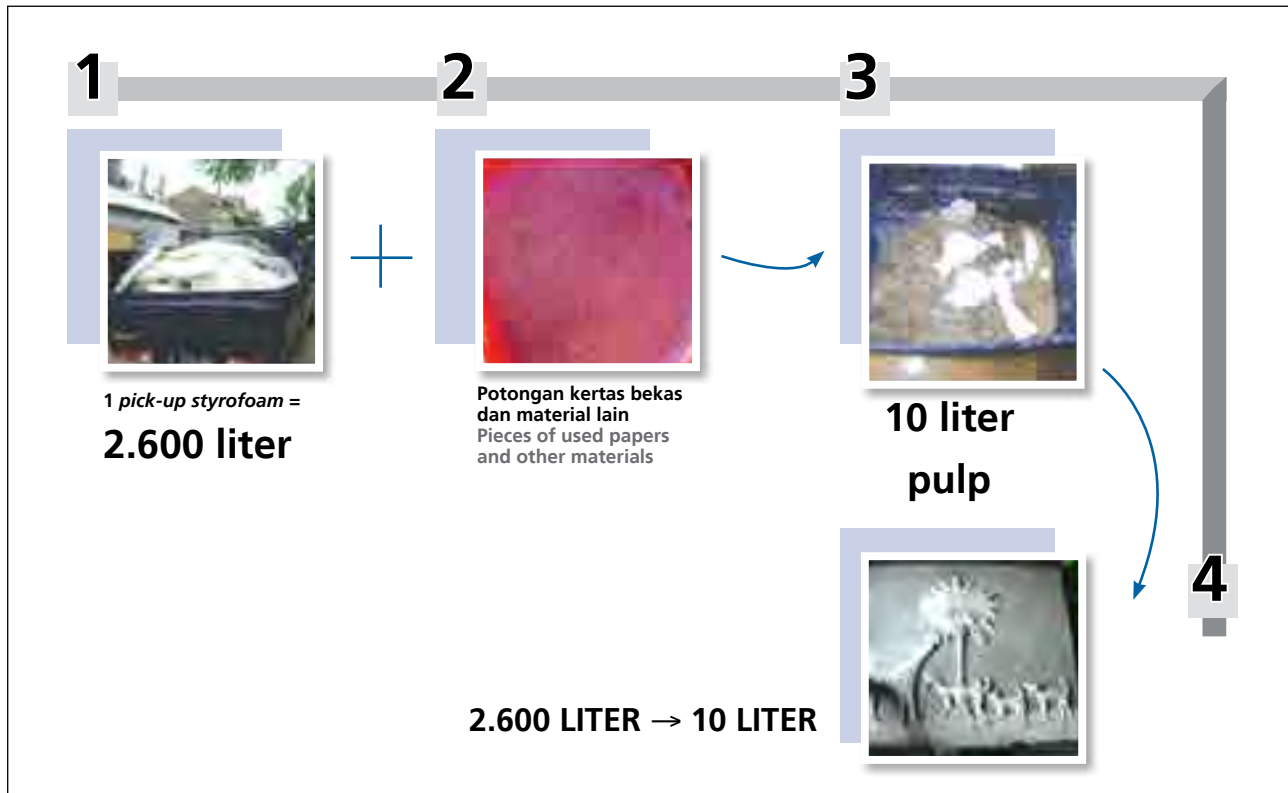 1
2
3
1 pick-up styrofoam =
2.600 liter
Potongan kertas bekas
dan material lain
Pieces of used papers
and other materials
10 liter
pulp
4
2.600 LITER → 10 LITER